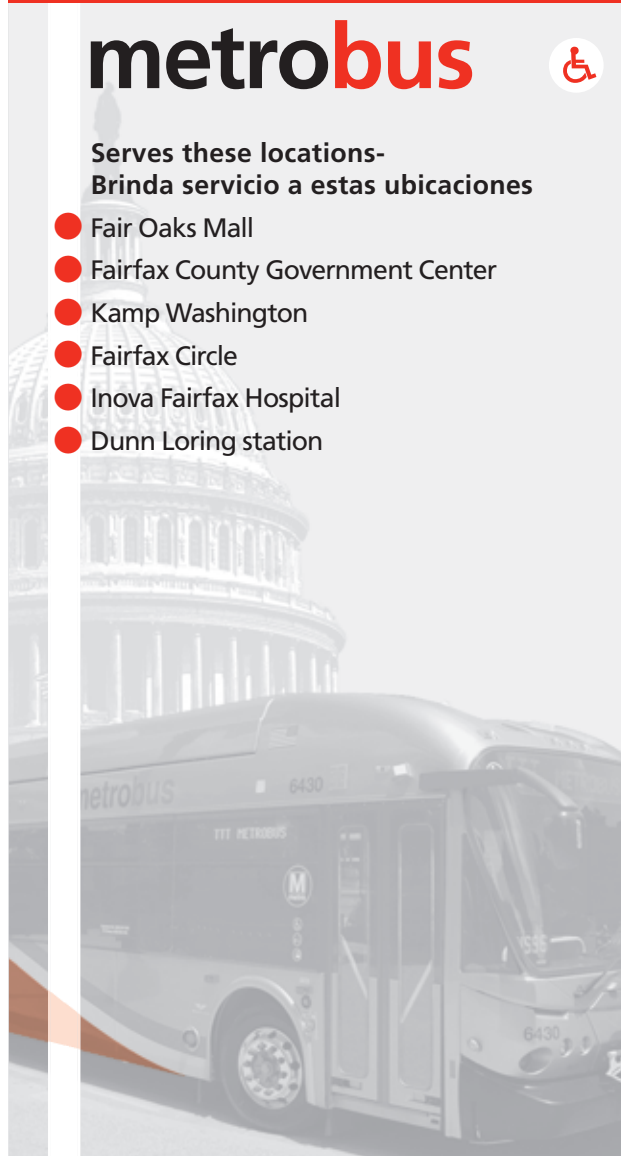 metrobus
Serves these locations-
Brinda servicio a estas ubicaciones
Fair Oaks Mall
Fairfax County Government Center
Kamp Washington
Fairfax Circle
Inova Fairfax Hospital
Dunn Loring station
metrobus
6430
TTT METROBUS
M
6430